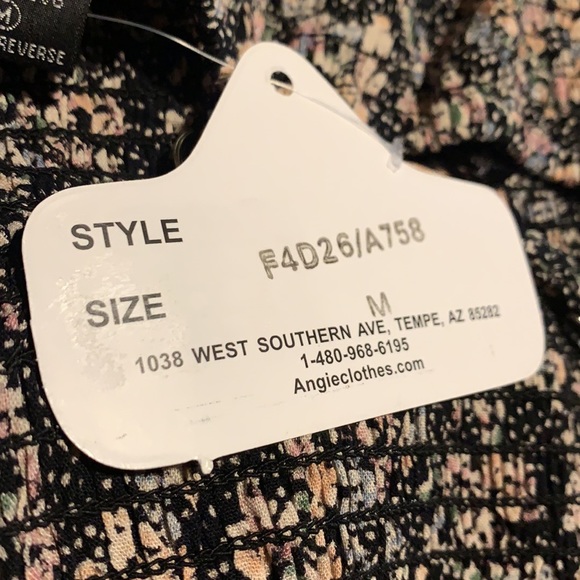 M
REVERSE
STYLE F4D26/A758
SIZE M
1038 WEST SOUTHERN AVE, TEMPE, AZ 85282
1-480-968-6195
Angieclothes.com